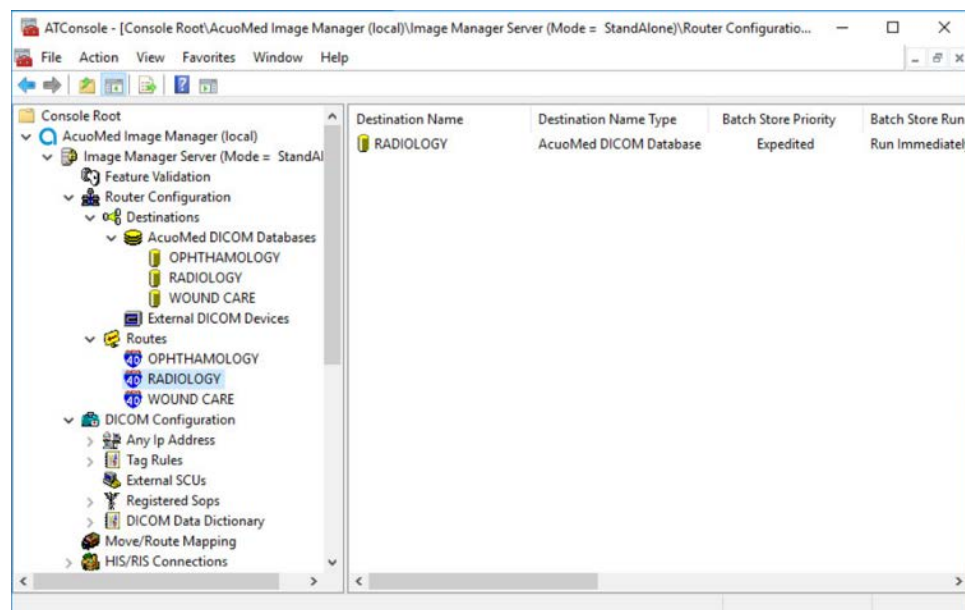 ATConsole - [Console Root\AcuoMed Image Manager (local)\Image Manager Server (Mode = StandAlone)\Router Configuratio...
File Action View Favorites Window Help
Console Root
AcuoMed Image Manager (local)
Image Manager Server (Mode = StandAl
Feature Validation
Router Configuration
Destinations
AcuoMed DICOM Databases
OPHTHAMOLOGY
RADIOLOGY
WOUND CARE
External DICOM Devices
Routes
OPHTHAMOLOGY
RADIOLOGY
WOUND CARE
DICOM Configuration
Any Ip Address
Tag Rules
External SCUs
Registered Sops
DICOM Data Dictionary
Move/Route Mapping
HIS/RIS Connections
Destination Name Destination Name Type Batch Store Priority Batch Store Run
RADIOLOGY AcuoMed DICOM Database Expedited Run Immediatel